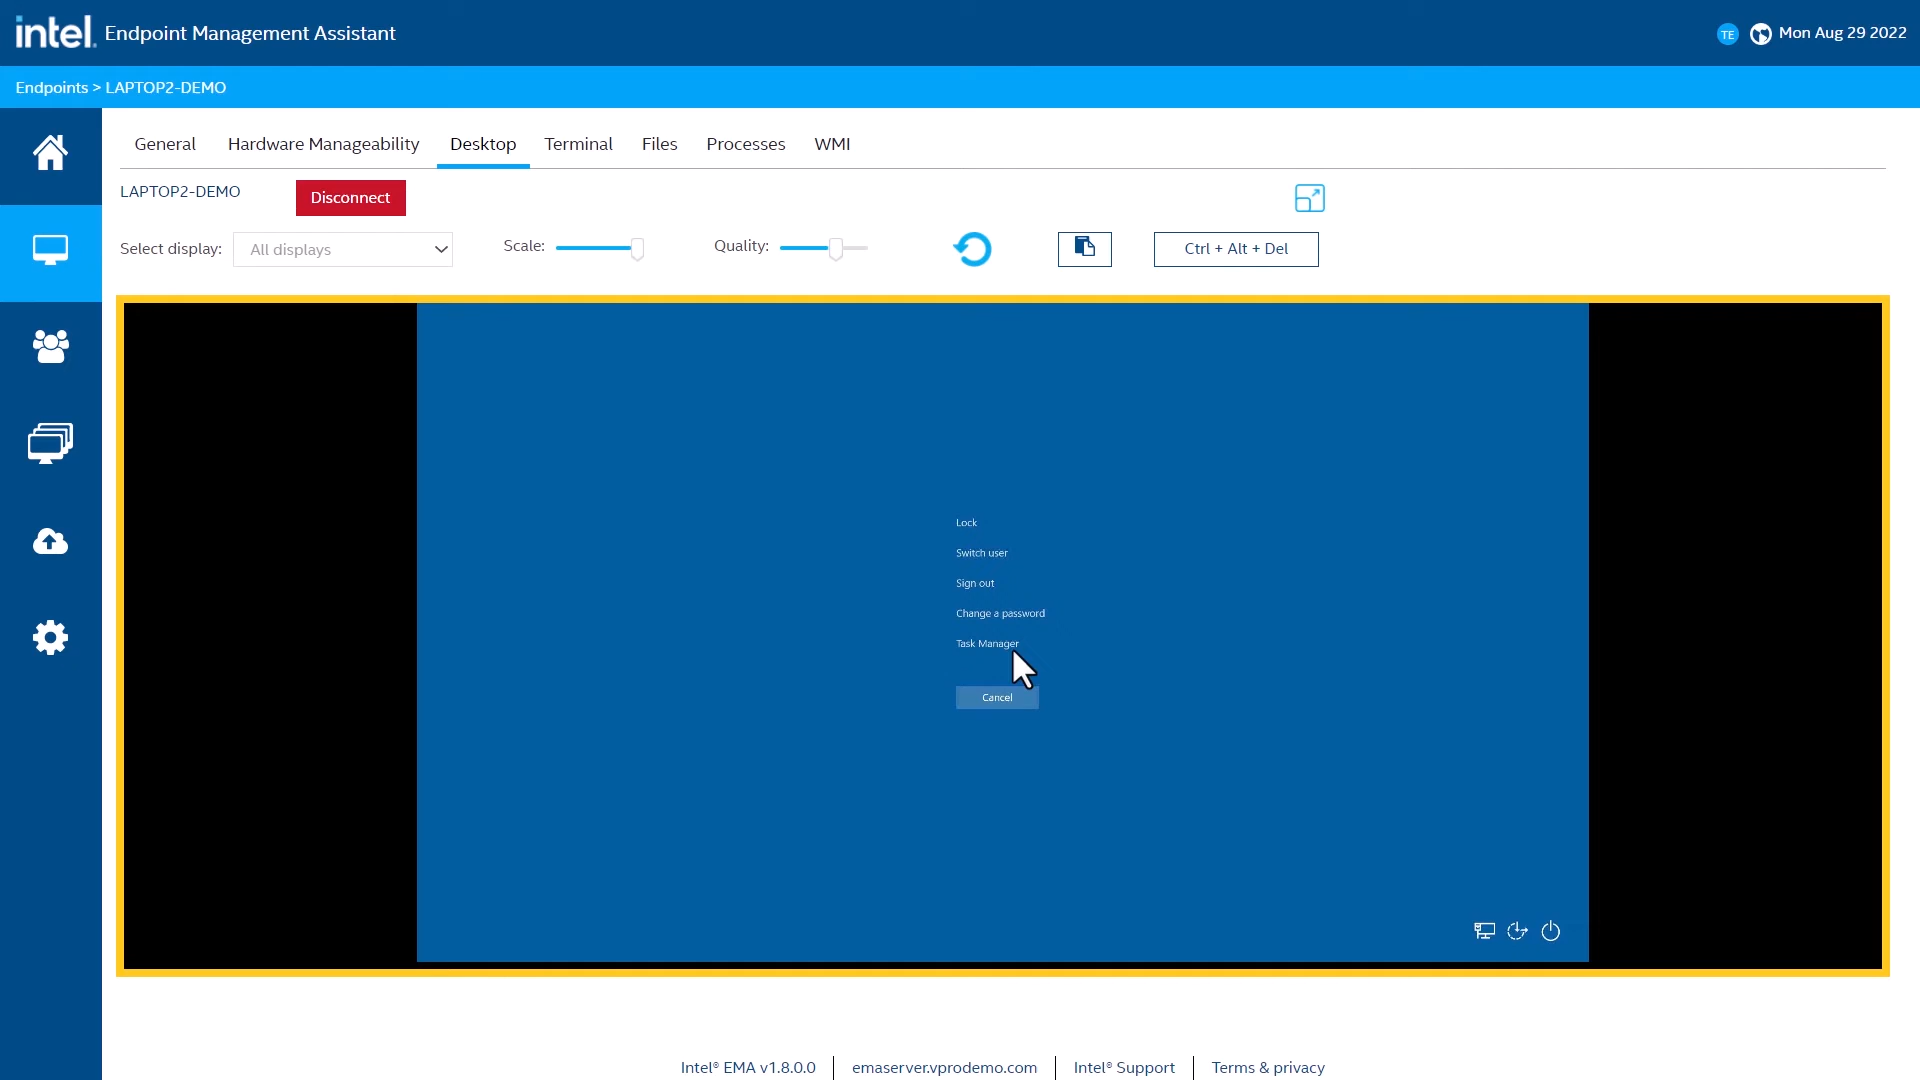 intel. Endpoint Management Assistant
TE Mon Aug 29 2022
Endpoints > LAPTOP2-DEMO
General Hardware Manageability Desktop Terminal Files Processes WMI
LAPTOP2-DEMO Disconnect
Select display: All displays Scale: Quality: Ctrl + Alt + Del
Lock
Switch user
Sign out
Change a password
Task Manager
Cancel
Intel® EMA v1.8.0.0 emaserver.vprodemo.com Intel® Support Terms & privacy